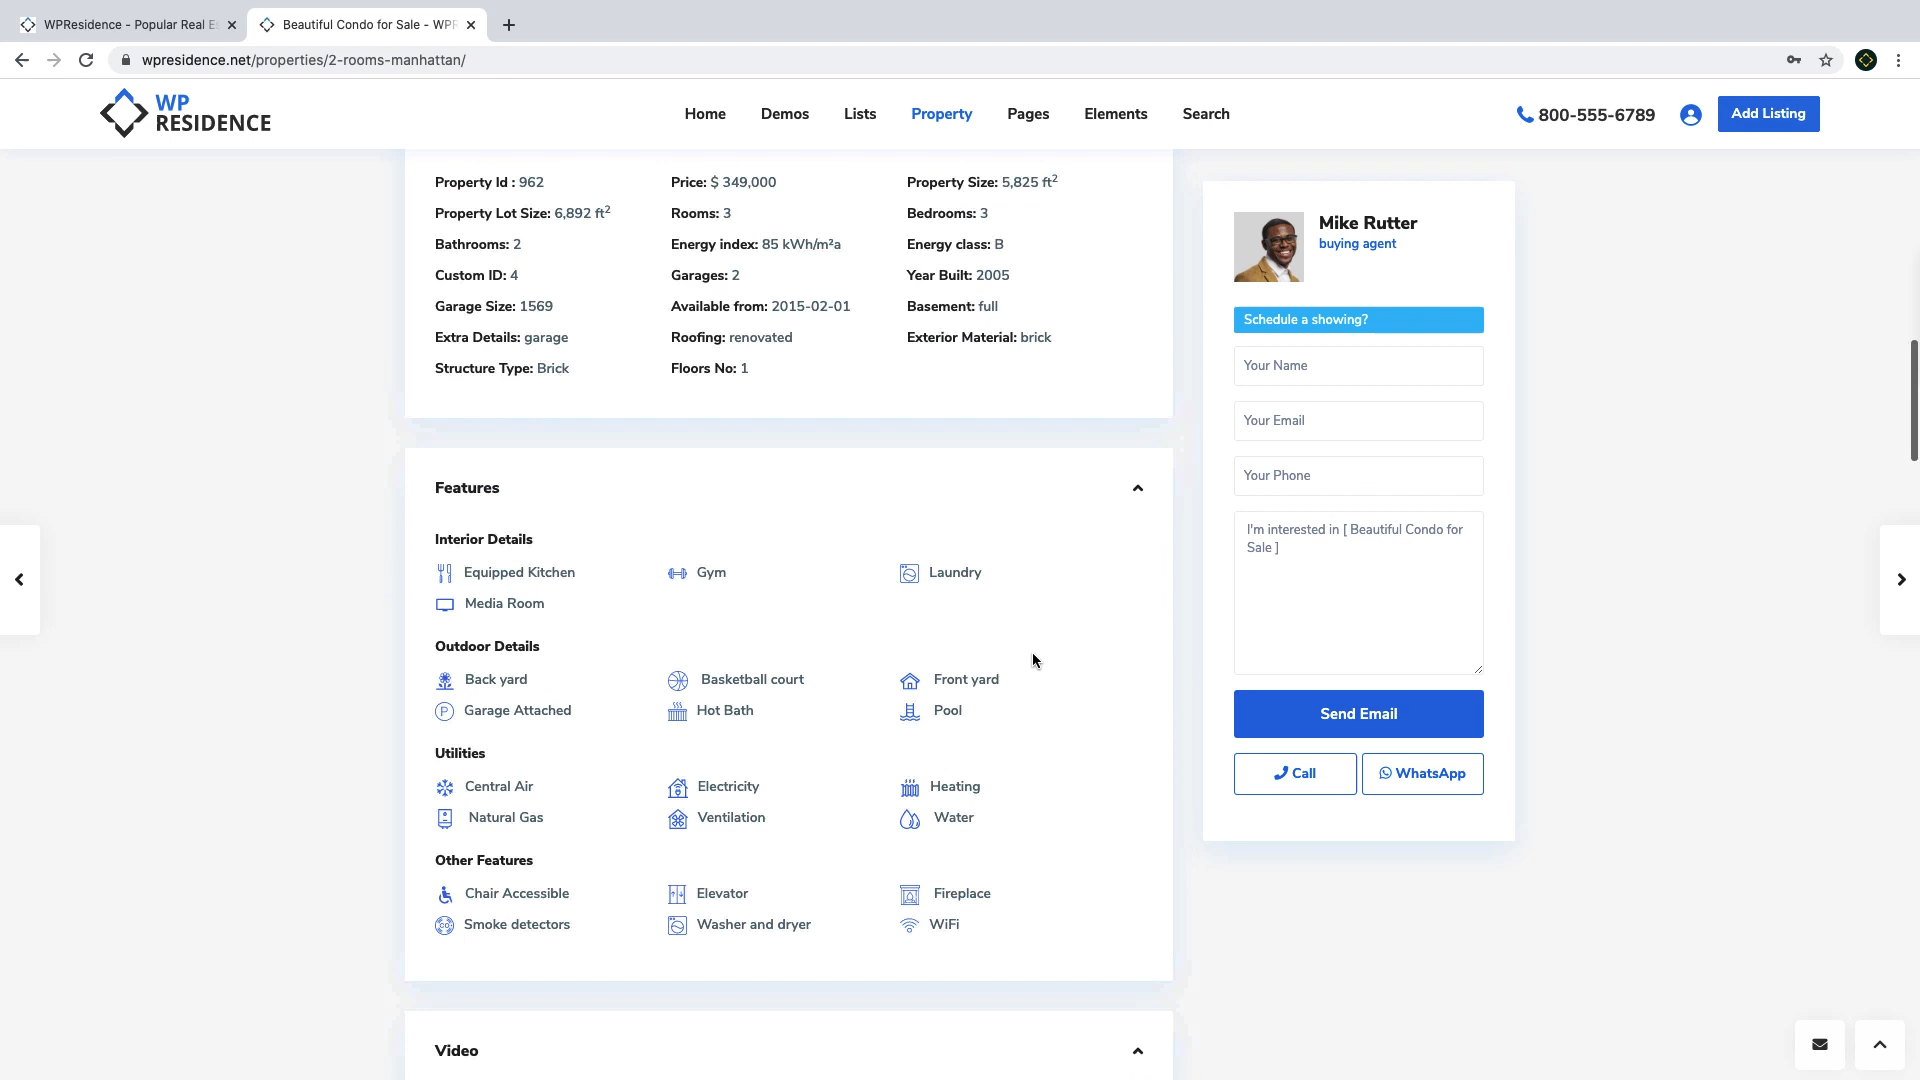 WPResidence - Popular Real Es
Beautiful Condo for Sale - WPR
wpresidence.net/properties/2-rooms-manhattan/
WP
RESIDENCE
Home
Demos
Lists
Property
Pages
Elements
Search
800-555-6789
Add Listing
Property Id : 962
Price: $ 349,000
Property Size: 5,825 ft²
Property Lot Size: 6,892 ft²
Rooms: 3
Bedrooms: 3
Bathrooms: 2
Energy index: 85 kWh/m²a
Energy class: B
Custom ID: 4
Garages: 2
Year Built: 2005
Garage Size: 1569
Available from: 2015-02-01
Basement: full
Extra Details: garage
Roofing: renovated
Exterior Material: brick
Structure Type: Brick
Floors No: 1
Features
Interior Details
Equipped Kitchen
Gym
Laundry
Media Room
Outdoor Details
Back yard
Basketball court
Front yard
Garage Attached
Hot Bath
Pool
Utilities
Central Air
Electricity
Heating
Natural Gas
Ventilation
Water
Other Features
Chair Accessible
Elevator
Fireplace
Smoke detectors
Washer and dryer
WiFi
Video
Mike Rutter
buying agent
Schedule a showing?
Your Name
Your Email
Your Phone
I'm interested in [ Beautiful Condo for
Sale ]
Send Email
Call
WhatsApp